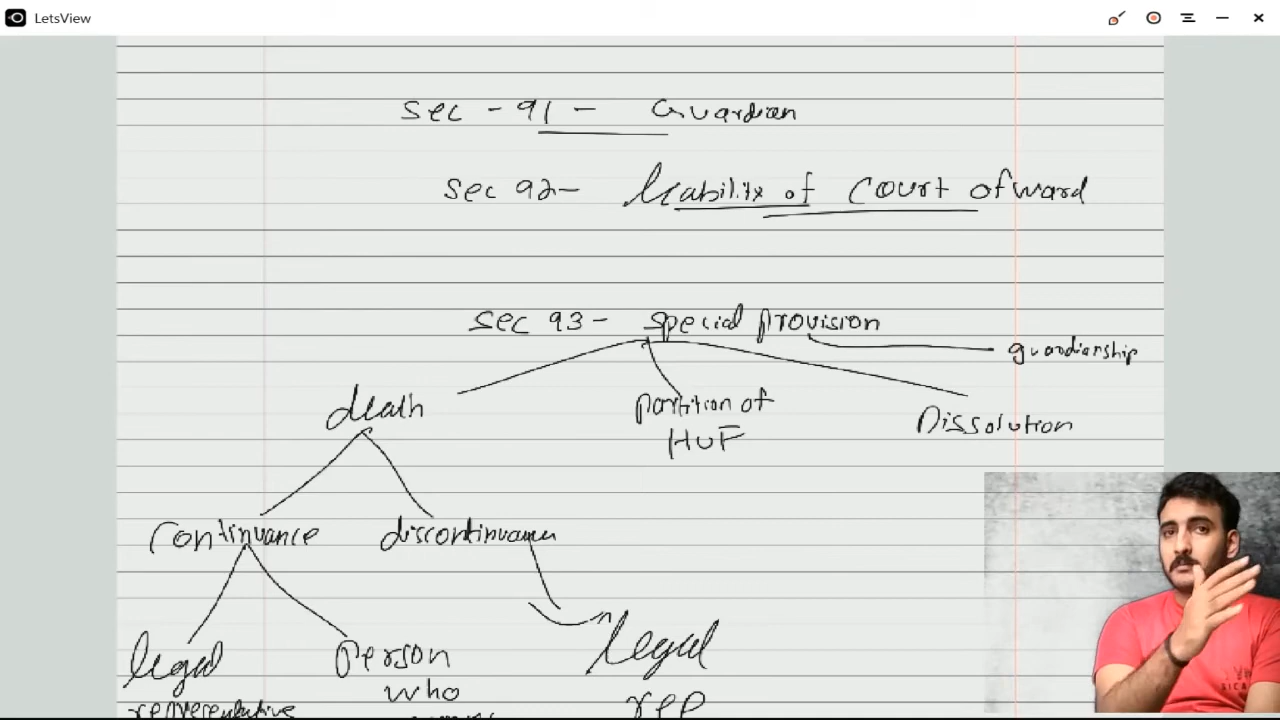 LetsView
Sec - 91 - Guardian
Sec 92 - liability of Court of ward
Sec 93 - special provision
guardianship
death
partition of
HUF
Dissolution
Continuance
discontinuance
legal
representative
person
who
legal
rep